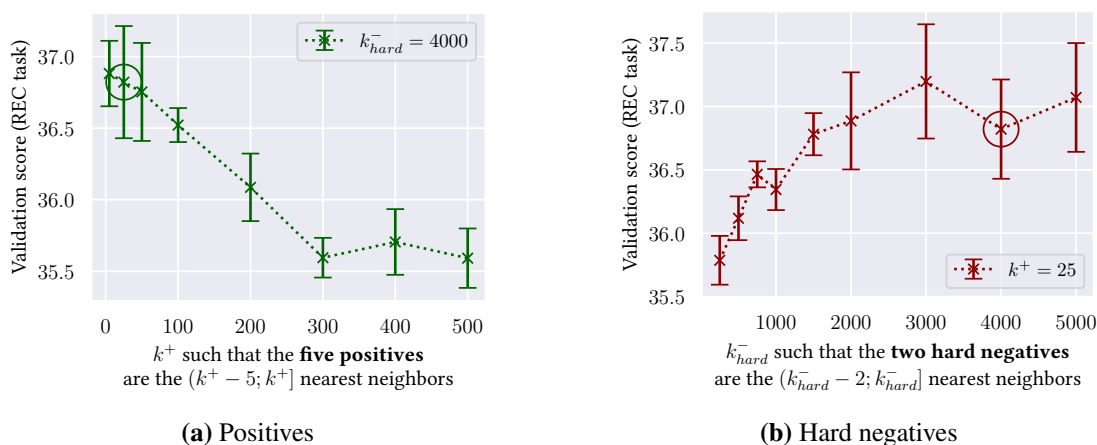 37.0
36.5
36.0
35.5
Validation score (REC task)
k⁻hard = 4000
0 100 200 300 400 500
k⁺ such that the five positives
are the (k⁺ − 5; k⁺] nearest neighbors
(a) Positives
37.5
37.0
36.5
36.0
35.5
Validation score (REC task)
k⁺ = 25
1000 2000 3000 4000 5000
k⁻hard such that the two hard negatives
are the (k⁻hard − 2; k⁻hard] nearest neighbors
(b) Hard negatives